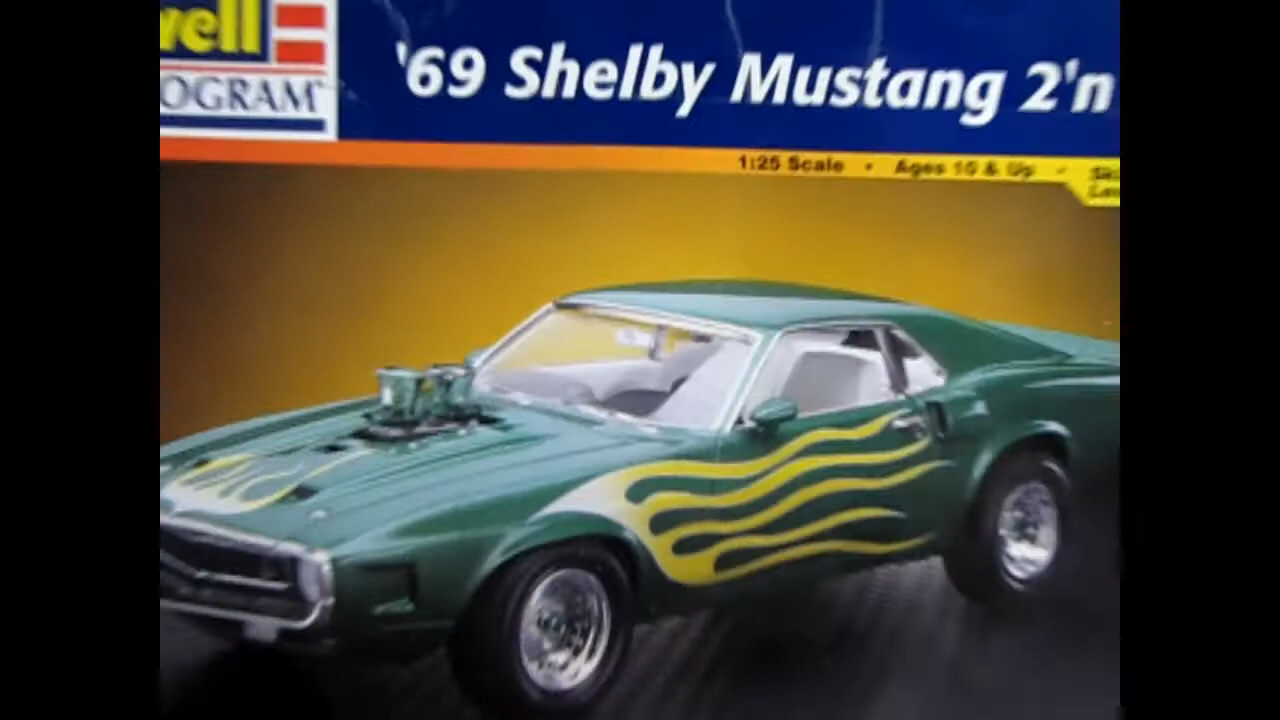 vell
OGRAM
'69 Shelby Mustang 2'n
1:25 Scale • Ages 10 & Up •